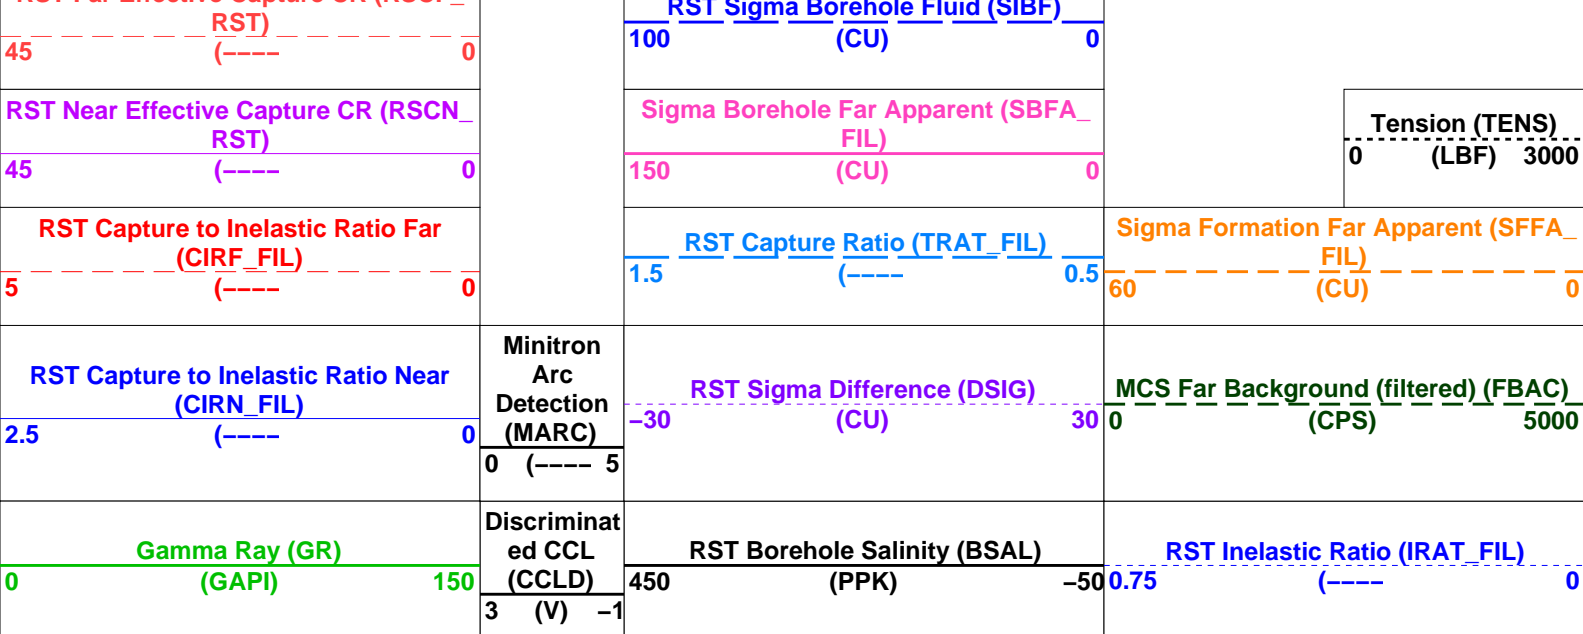 RST)
45 (---- 0
RST Sigma Borehole Fluid (SIBF)
100 (CU) 0
RST Near Effective Capture CR (RSCN_
RST)
45 (---- 0
Sigma Borehole Far Apparent (SBFA_
FIL)
150 (CU) 0
Tension (TENS)
0 (LBF) 3000
RST Capture to Inelastic Ratio Far
(CIRF_FIL)
5 (---- 0
RST Capture Ratio (TRAT_FIL)
1.5 (---- 0.5
Sigma Formation Far Apparent (SFFA_
FIL)
60 (CU) 0
RST Capture to Inelastic Ratio Near
(CIRN_FIL)
2.5 (---- 0
Minitron
Arc
Detection
(MARC)
0 (---- 5
RST Sigma Difference (DSIG)
-30 (CU) 30
MCS Far Background (filtered) (FBAC)
0 (CPS) 5000
Gamma Ray (GR)
0 (GAPI) 150
Discriminat
ed CCL
(CCLD)
3 (V) -1
RST Borehole Salinity (BSAL)
450 (PPK) -50
RST Inelastic Ratio (IRAT_FIL)
0.75 (---- 0